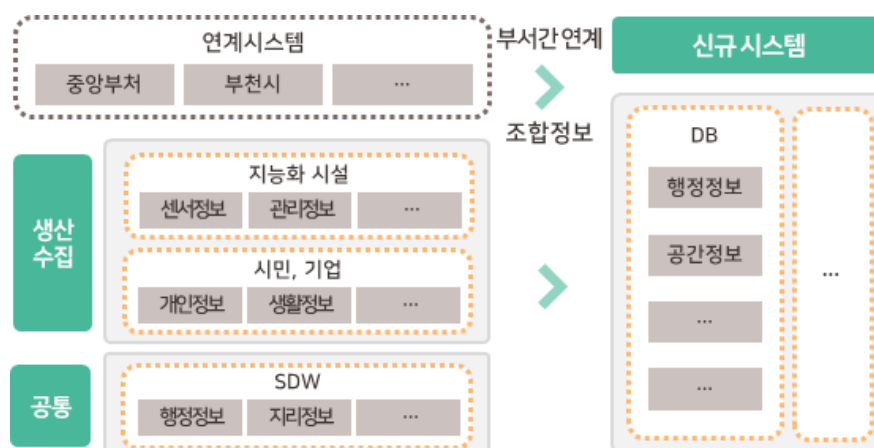 연계시스템
중앙부처 부천시 ...
부서간 연계
조합정보
신규 시스템
생산
수집
지능화 시설
센서정보 관리정보 ...
시민, 기업
개인정보 생활정보 ...
공통
SDW
행정정보 지리정보 ...
DB
행정정보
공간정보
...
...
...